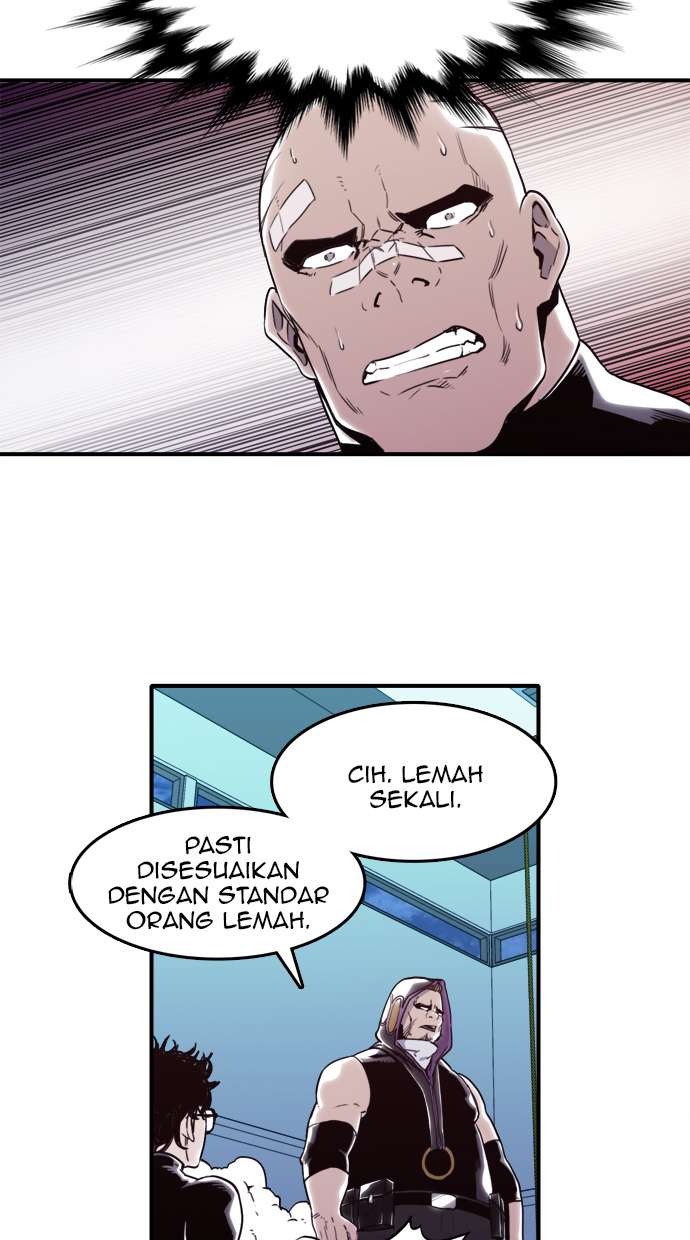 CIH. LEMAH
SEKALI.
PASTI
DISESUAIKAN
DENGAN STANDAR
ORANG LEMAH.